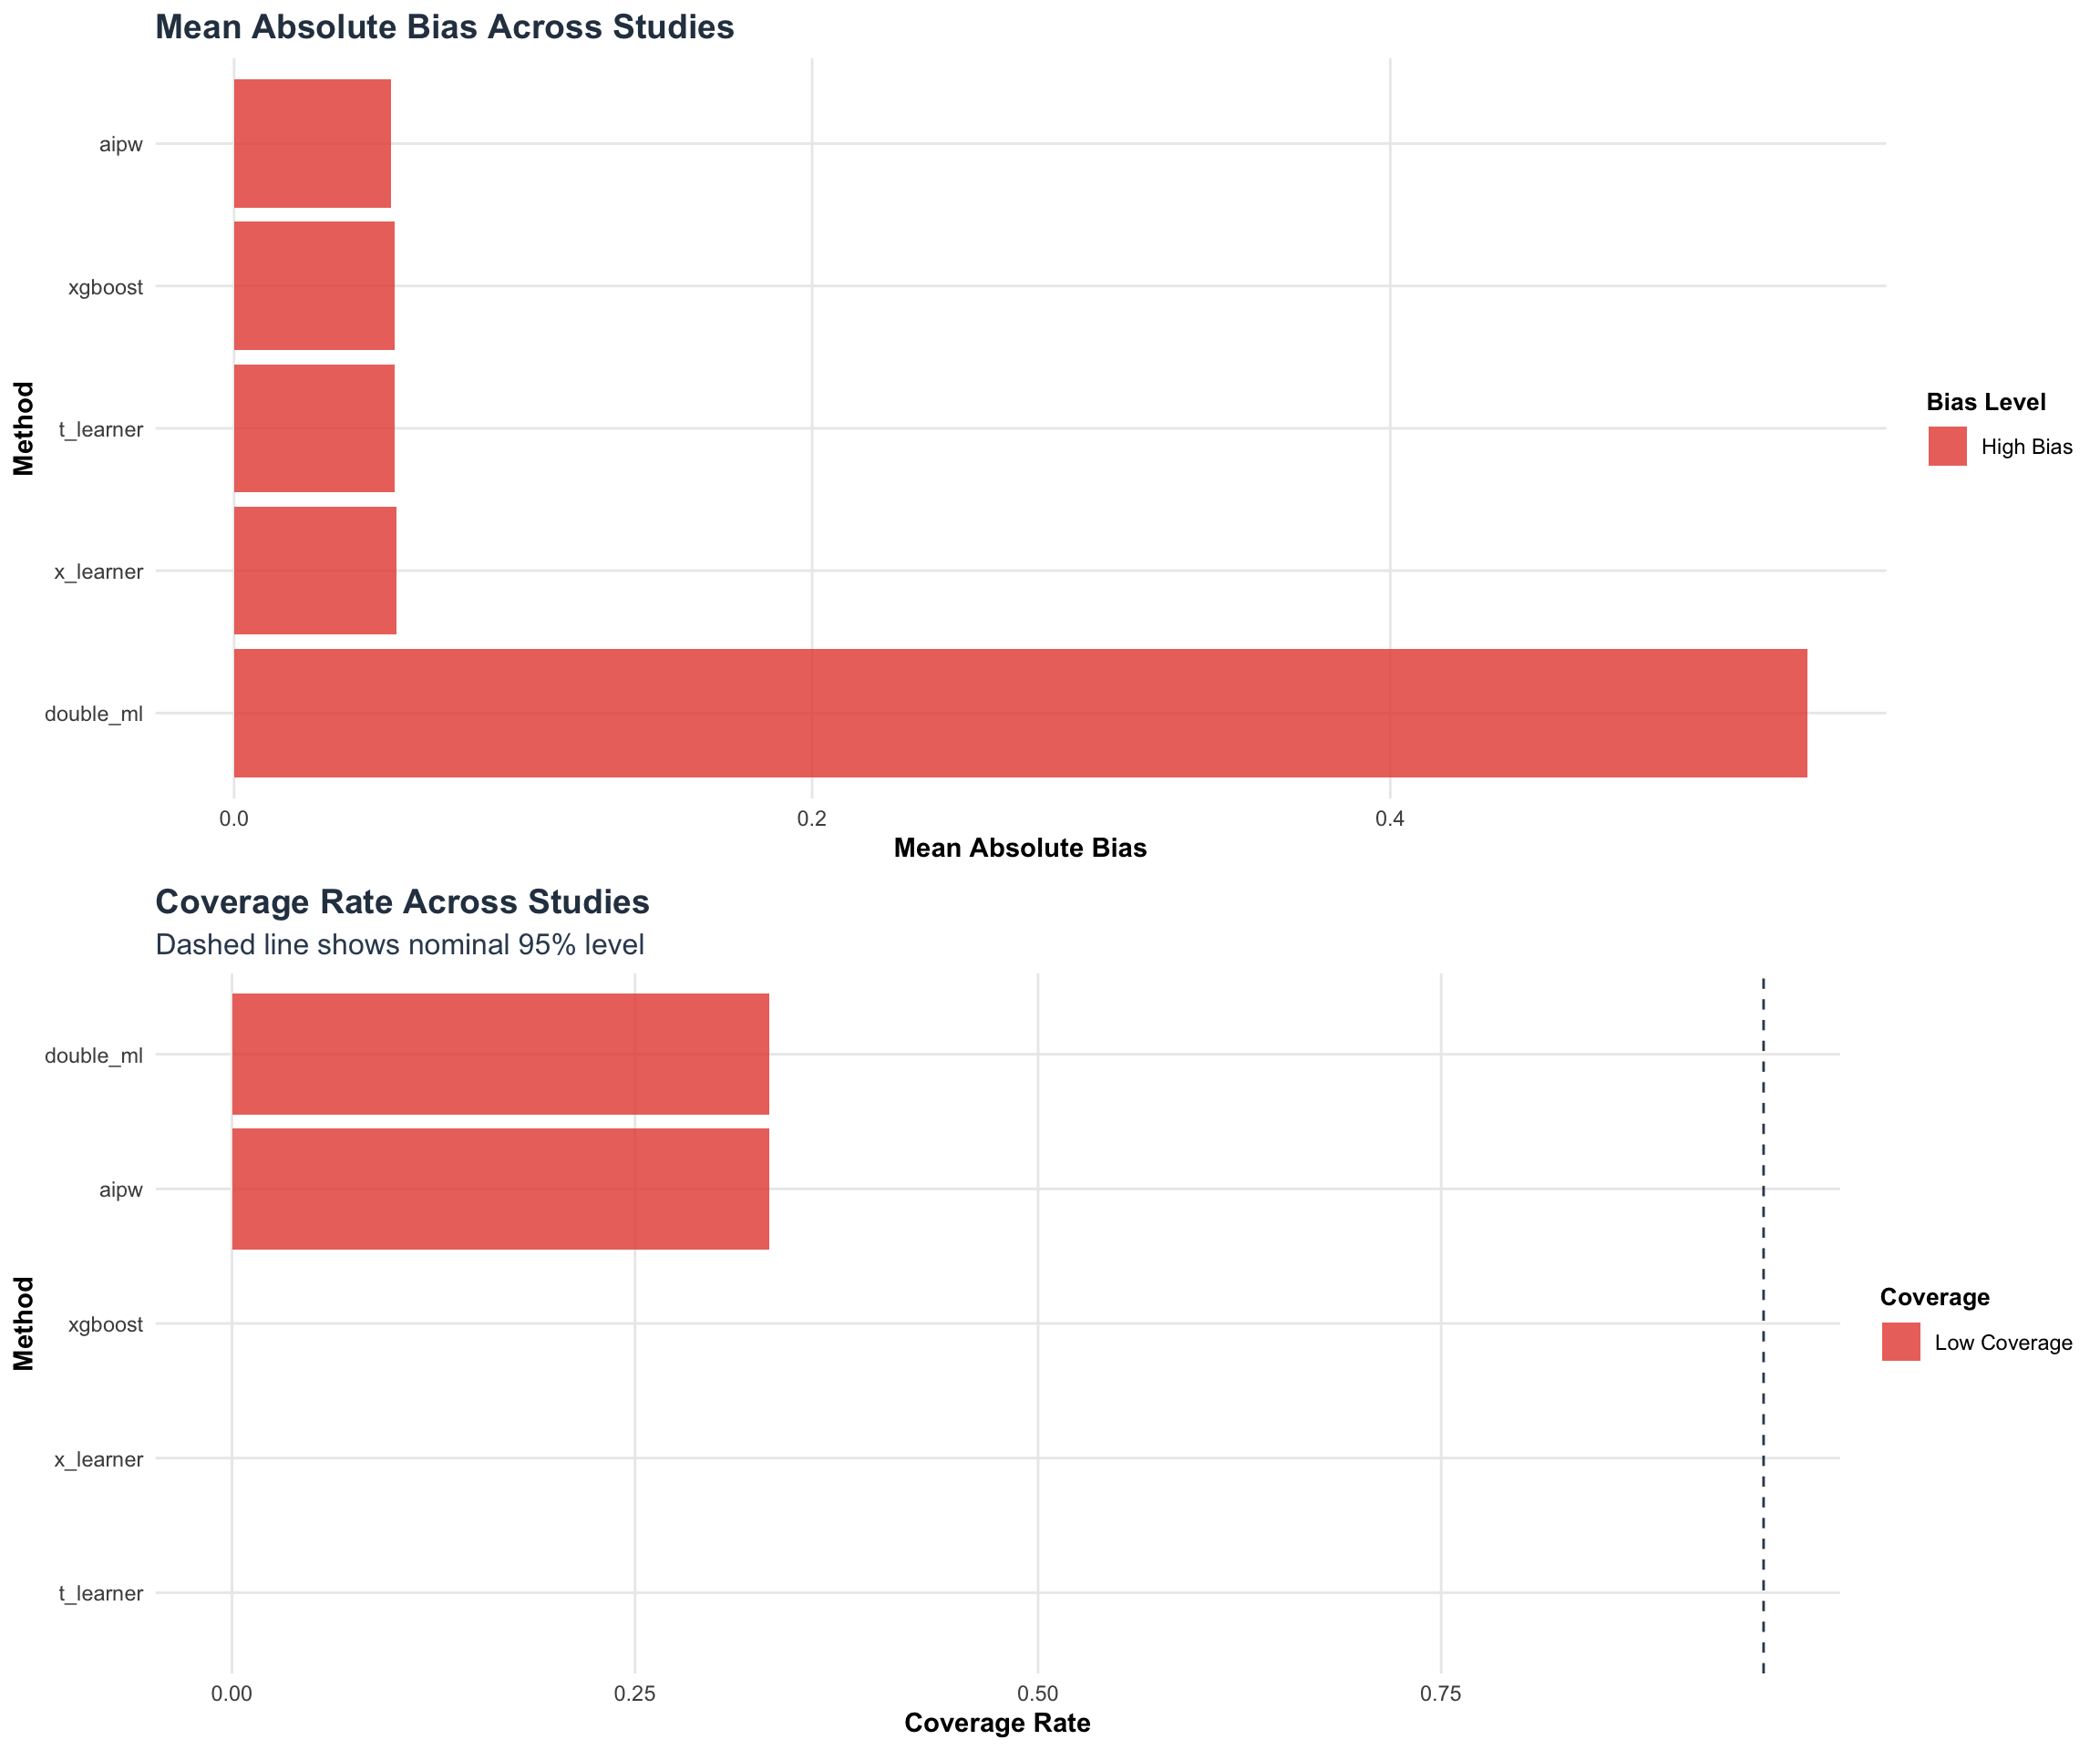 Mean Absolute Bias Across Studies
Method
aipw
xgboost
t_learner
x_learner
double_ml
0.0 0.2 0.4
Mean Absolute Bias
Bias Level
High Bias
Coverage Rate Across Studies
Dashed line shows nominal 95% level
Method
double_ml
aipw
xgboost
x_learner
t_learner
0.00 0.25 0.50 0.75
Coverage Rate
Coverage
Low Coverage